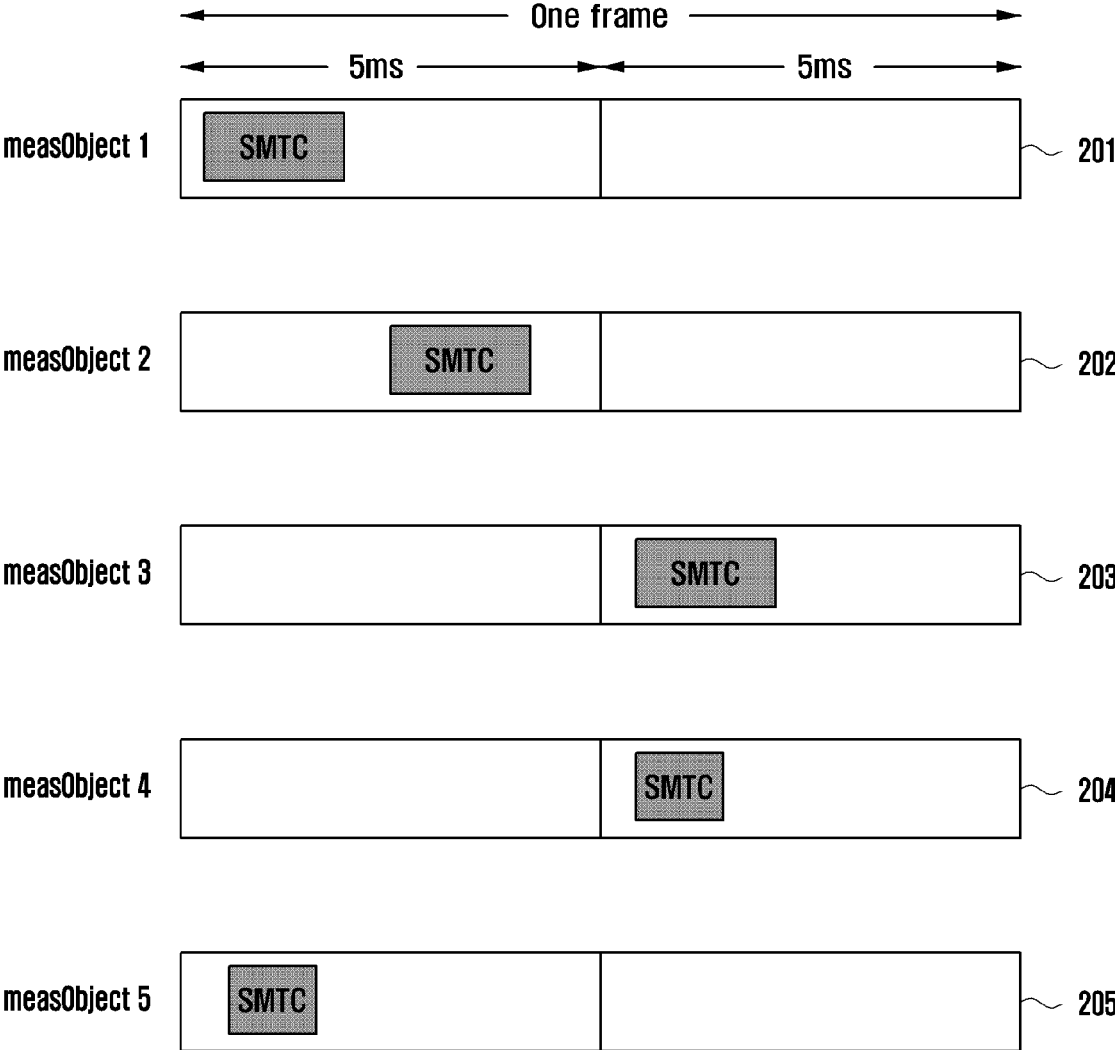 One frame
5ms 5ms
measObject 1 SMTC 201
measObject 2 SMTC 202
measObject 3 SMTC 203
measObject 4 SMTC 204
measObject 5 SMTC 205